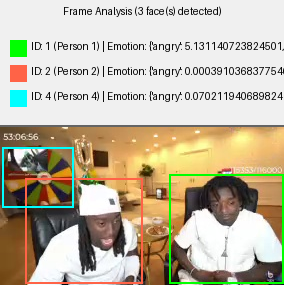 Frame Analysis (3 face(s) detected)
ID: 1 (Person 1) | Emotion: {'angry': 5.131140723824501,
ID: 2 (Person 2) | Emotion: {'angry': 0.000391036837754
ID: 4 (Person 4) | Emotion: {'angry': 0.070211940689824
53:06:56